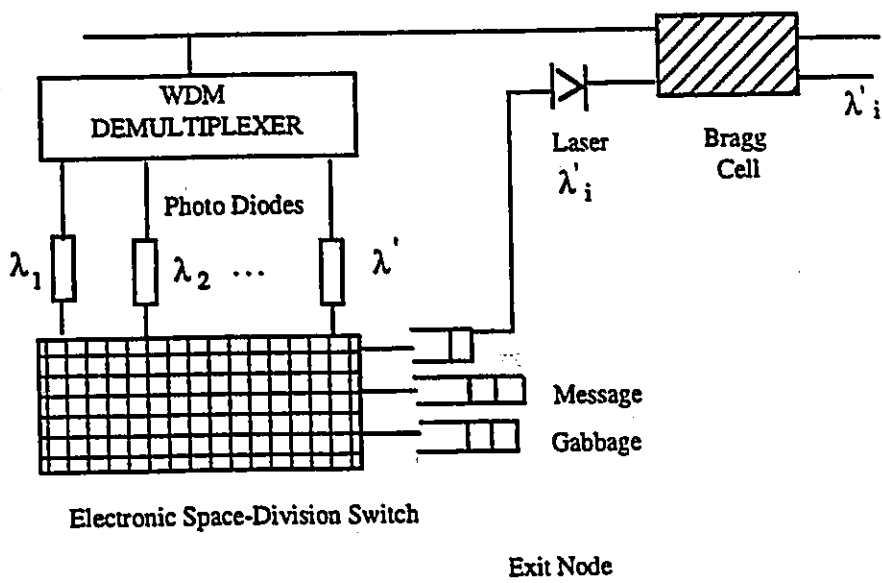 WDM
DEMULTIPLEXER
Laser
λ'i
Bragg
Cell
λ'i
Photo Diodes
λ1
λ2 ...
λ'
Message
Gabbage
Electronic Space-Division Switch
Exit Node